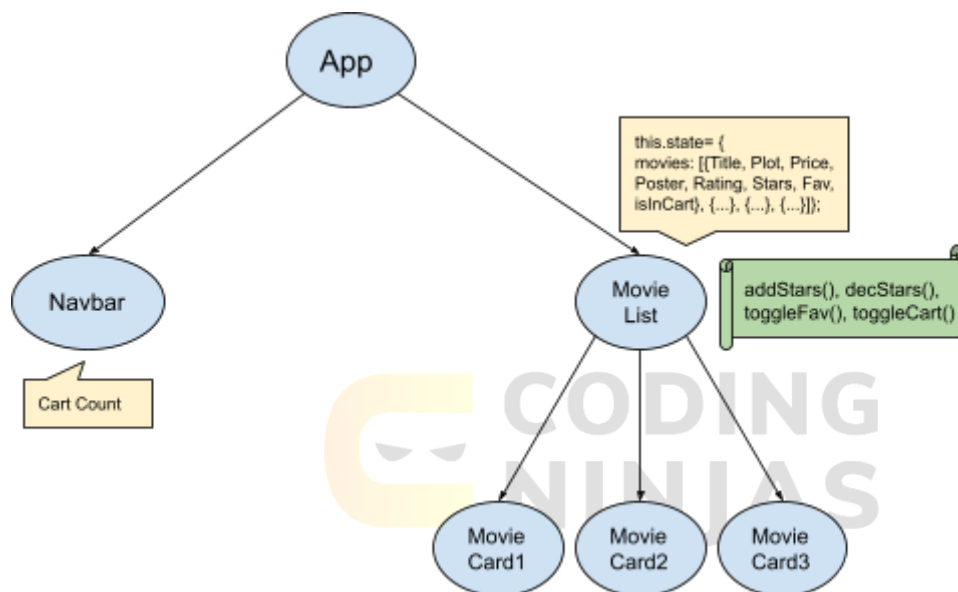 App
this.state= {
movies: [{Title, Plot, Price,
Poster, Rating, Stars, Fav,
isInCart}, {...}, {...}, {...}]};
Navbar
Movie
List
addStars(), decStars(),
toggleFav(), toggleCart()
Cart Count
CODING
NINJAS
Movie
Card1
Movie
Card2
Movie
Card3